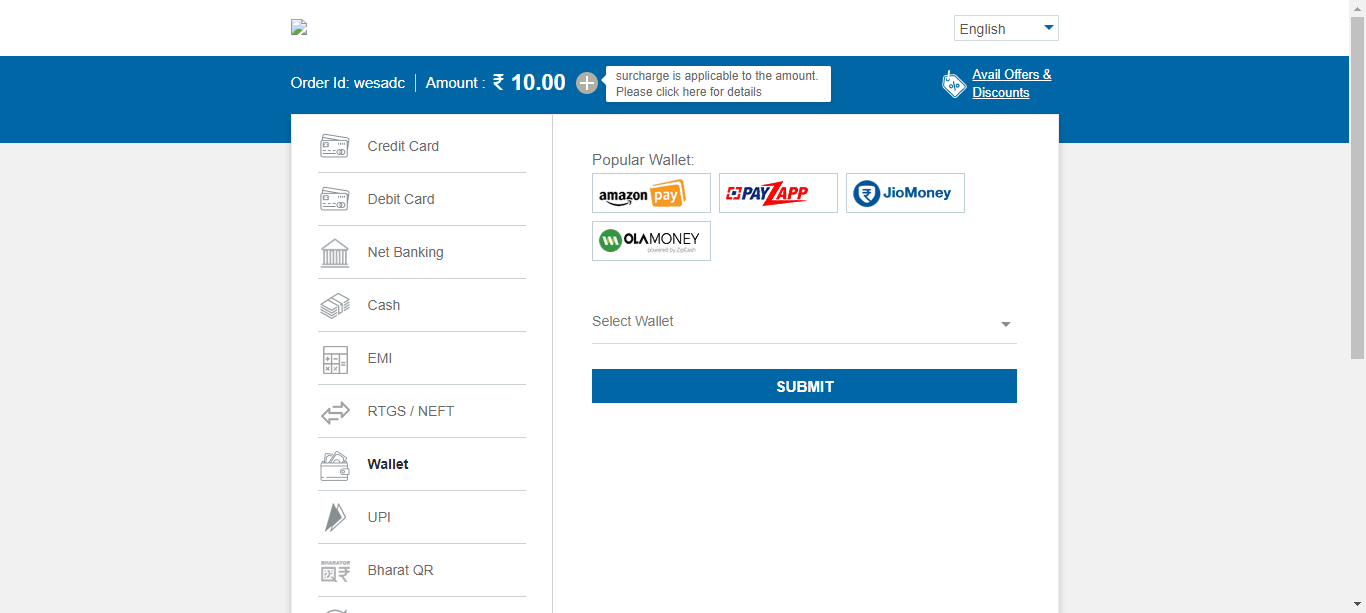 English
Order Id: wesadc
Amount : ₹ 10.00
surcharge is applicable to the amount.
Please click here for details
Avail Offers &
Discounts
Credit Card
Debit Card
Net Banking
Cash
EMI
RTGS / NEFT
Wallet
UPI
BHARATQR
Bharat QR
Popular Wallet:
amazon pay
PAYZAPP
JioMoney
OLAMONEY
powered by ZipCash
Select Wallet
SUBMIT